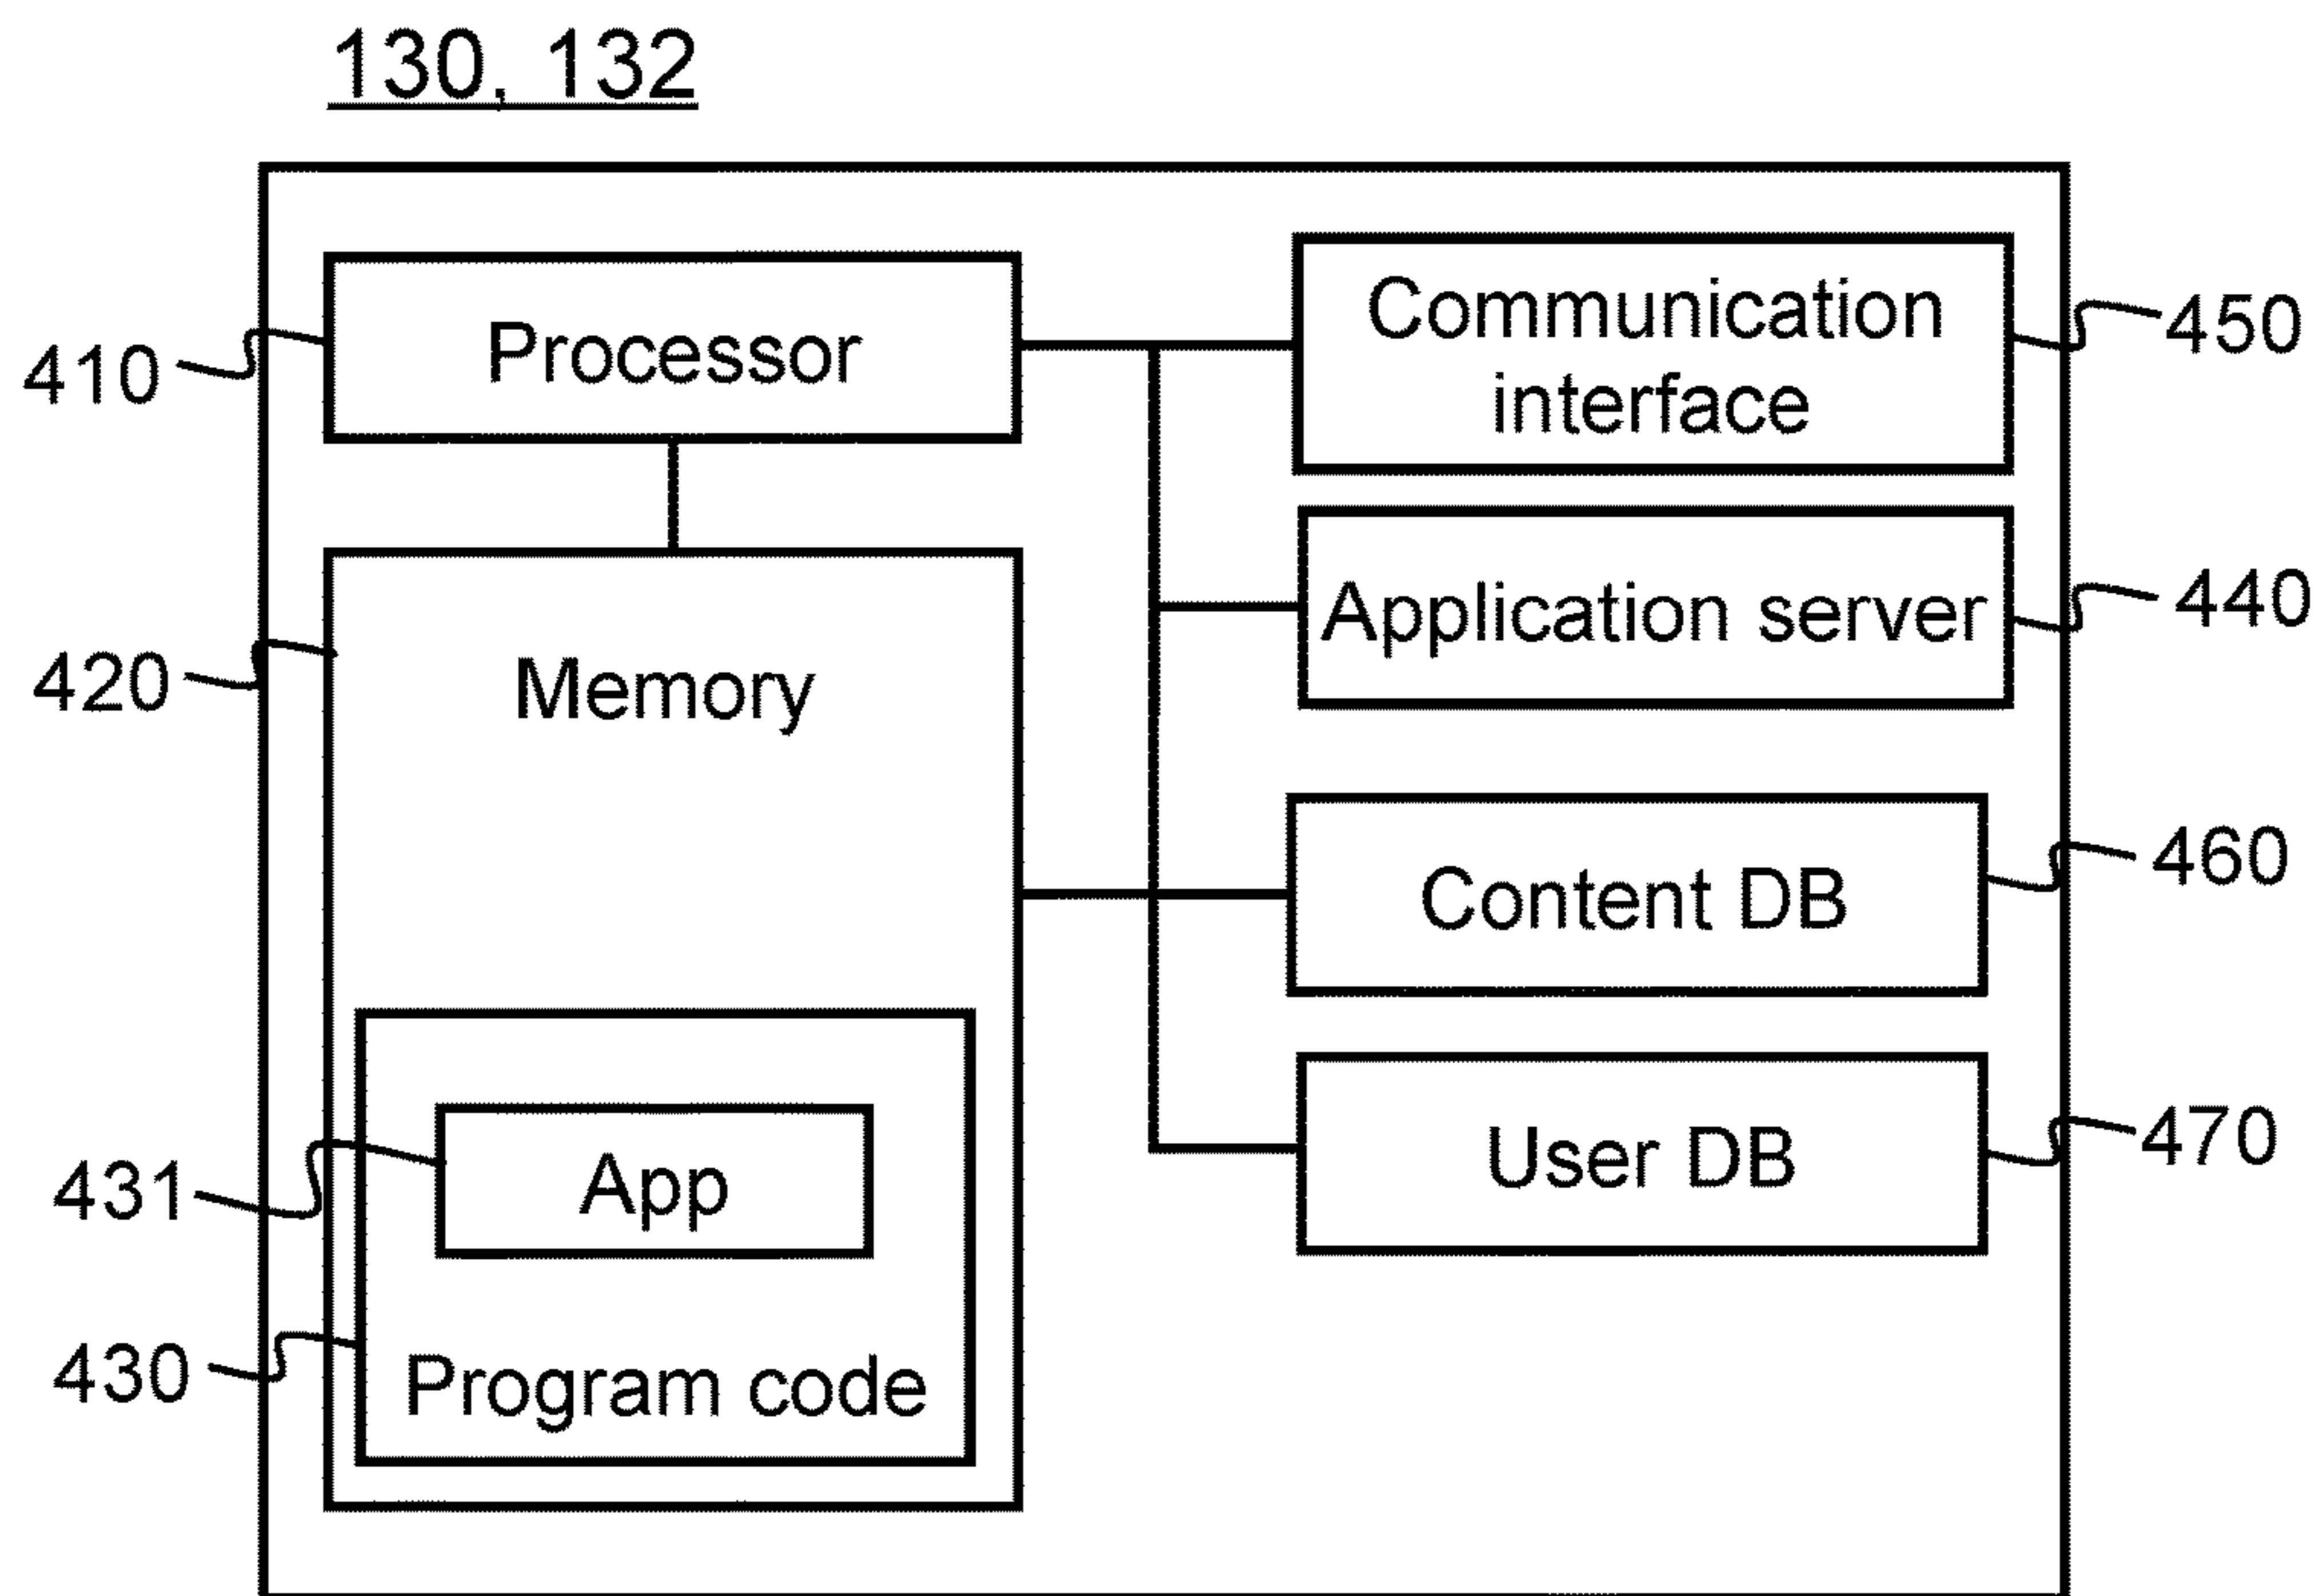 130, 132
Processor
410
Communication
interface
450
Application server
440
Memory
420
Content DB
460
App
431
User DB
470
Program code
430